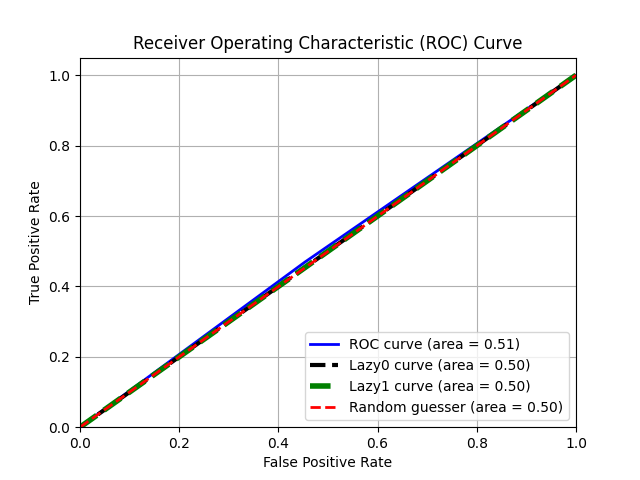 Receiver Operating Characteristic (ROC) Curve
1.0
0.8
0.6
0.4
0.2
0.0
True Positive Rate
ROC curve (area = 0.51)
Lazy0 curve (area = 0.50)
Lazy1 curve (area = 0.50)
Random guesser (area = 0.50)
0.0 0.2 0.4 0.6 0.8 1.0
False Positive Rate